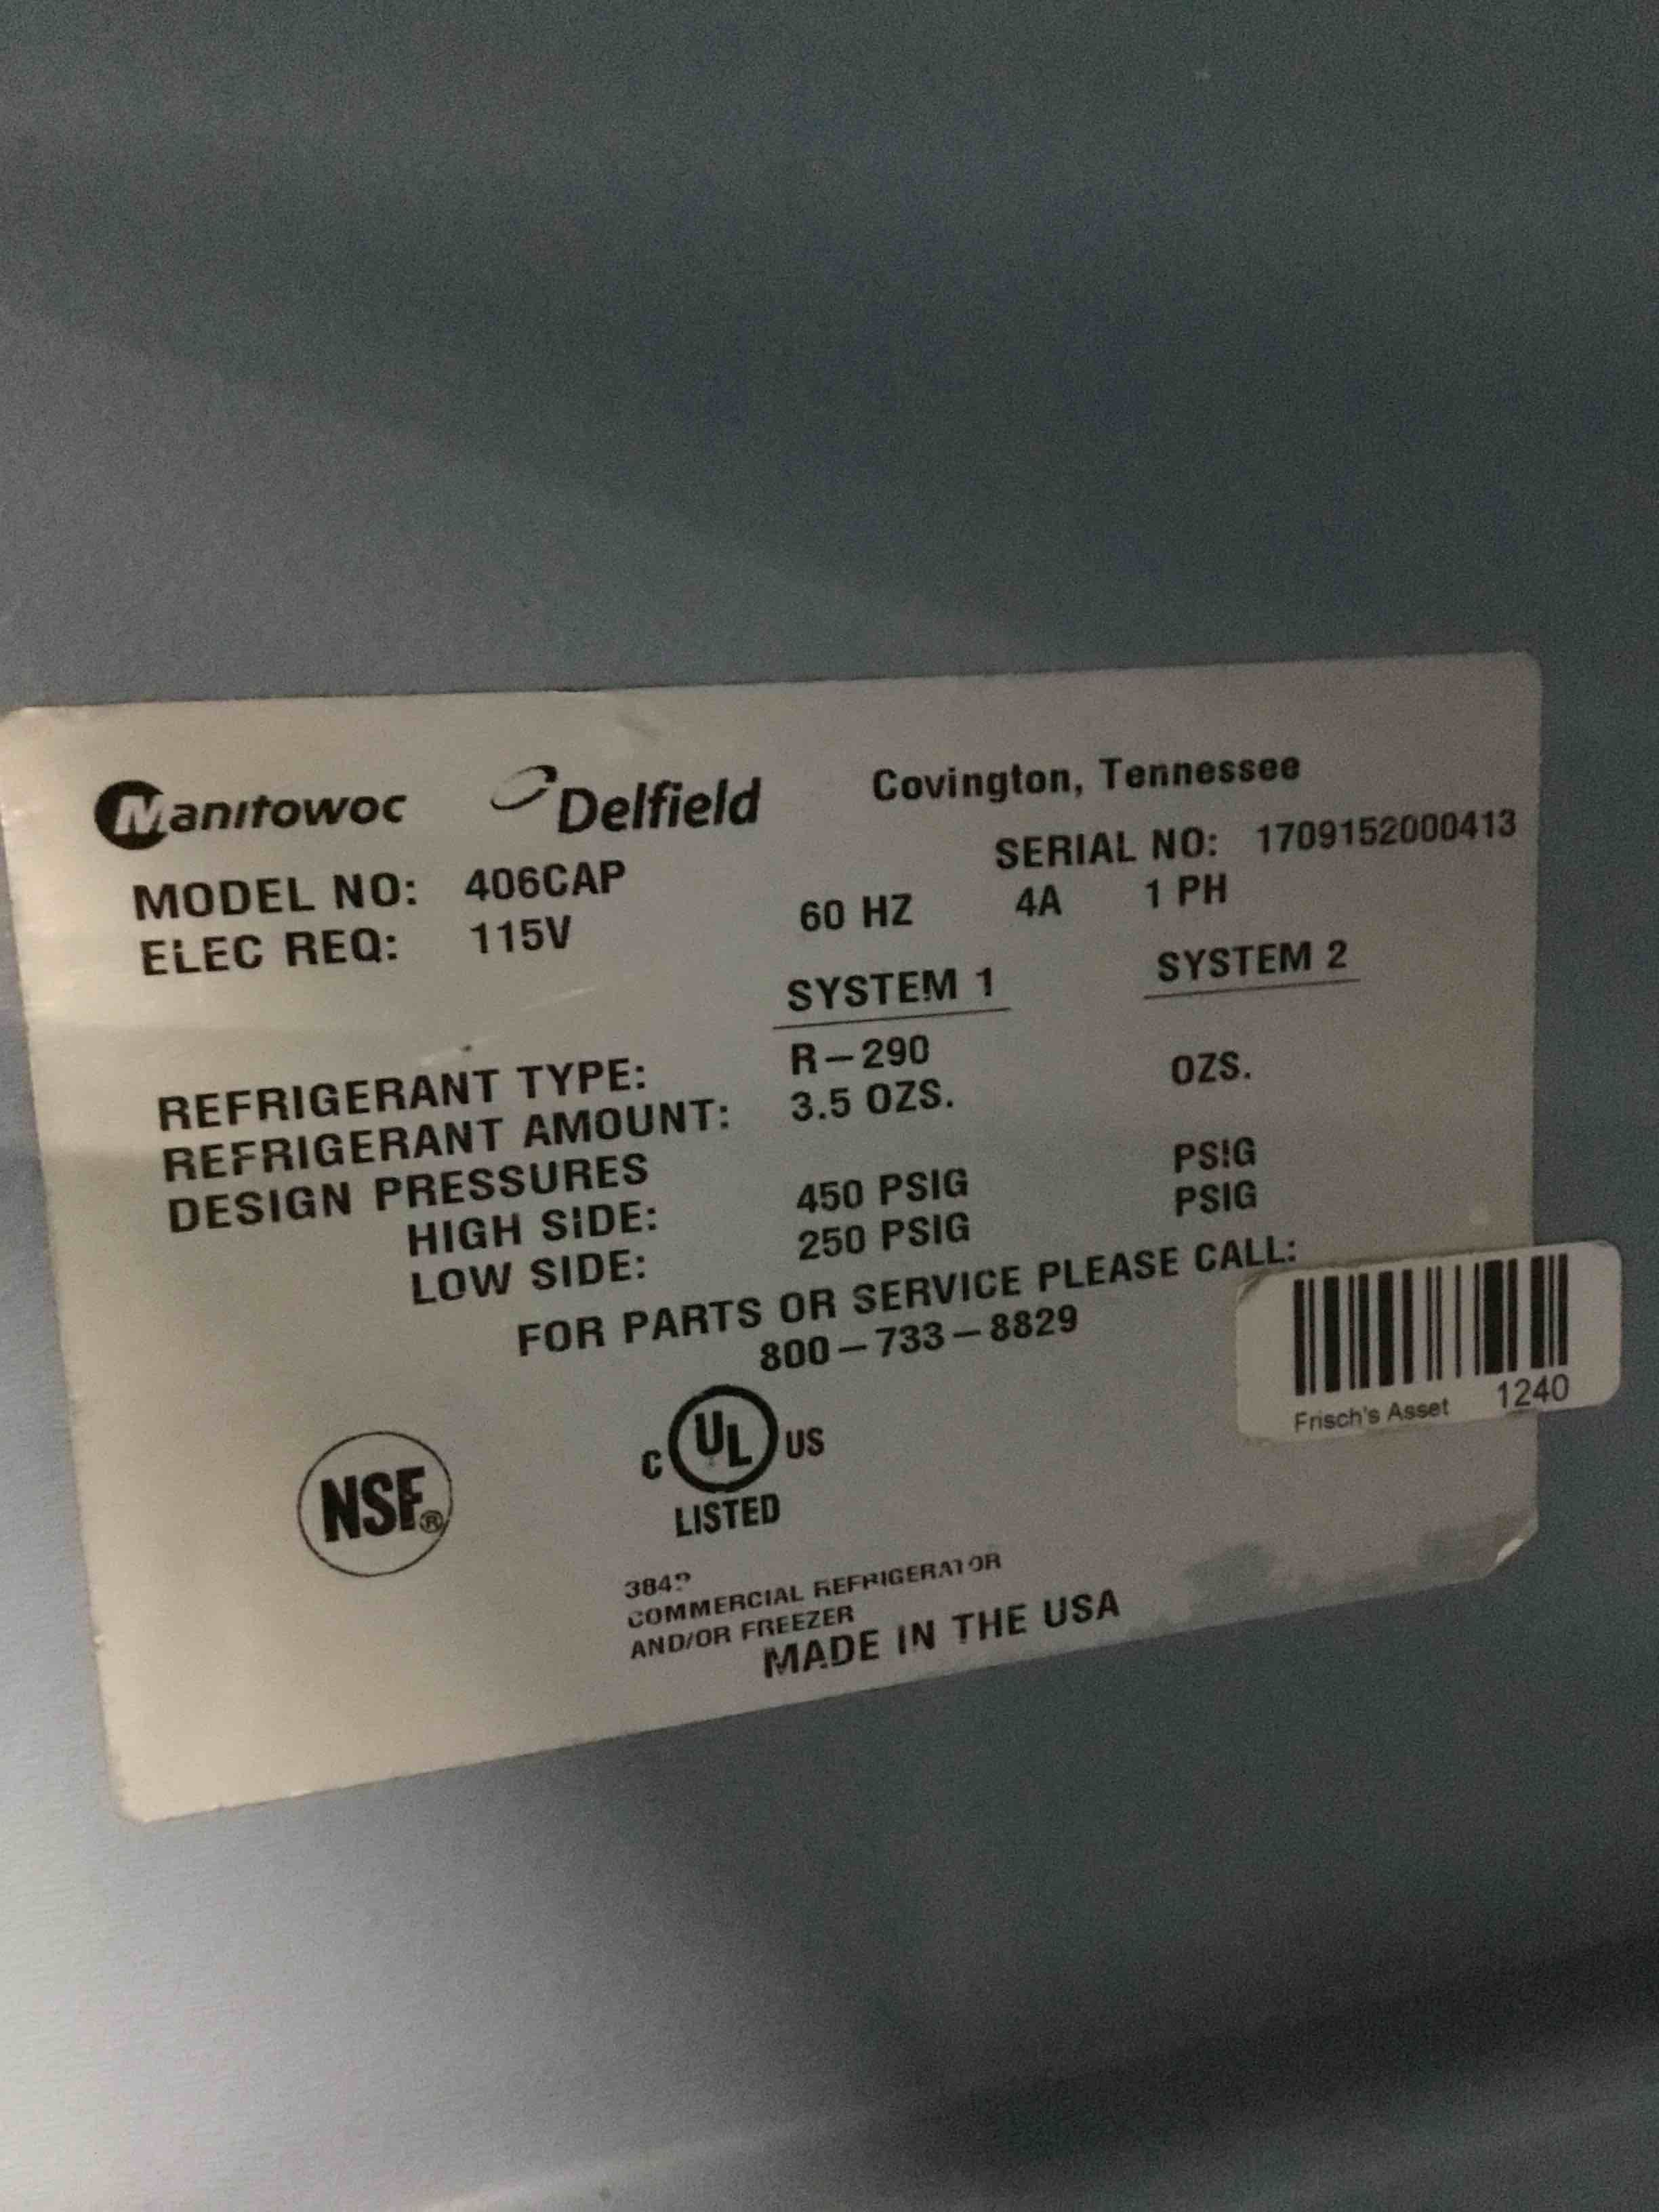 Manitowoc Delfield Covington, Tennessee
MODEL NO: 406CAP SERIAL NO: 1709152000413
ELEC REQ: 115V 60 HZ 4A 1 PH
SYSTEM 1 SYSTEM 2
REFRIGERANT TYPE: R-290
REFRIGERANT AMOUNT: 3.5 OZS. OZS.
DESIGN PRESSURES
HIGH SIDE: 450 PSIG PSIG
LOW SIDE: 250 PSIG PSIG
FOR PARTS OR SERVICE PLEASE CALL:
800-733-8829
Frisch's Asset 1240
NSF®
C UL US
LISTED
COMMERCIAL REFRIGERATOR
AND/OR FREEZER
MADE IN THE USA